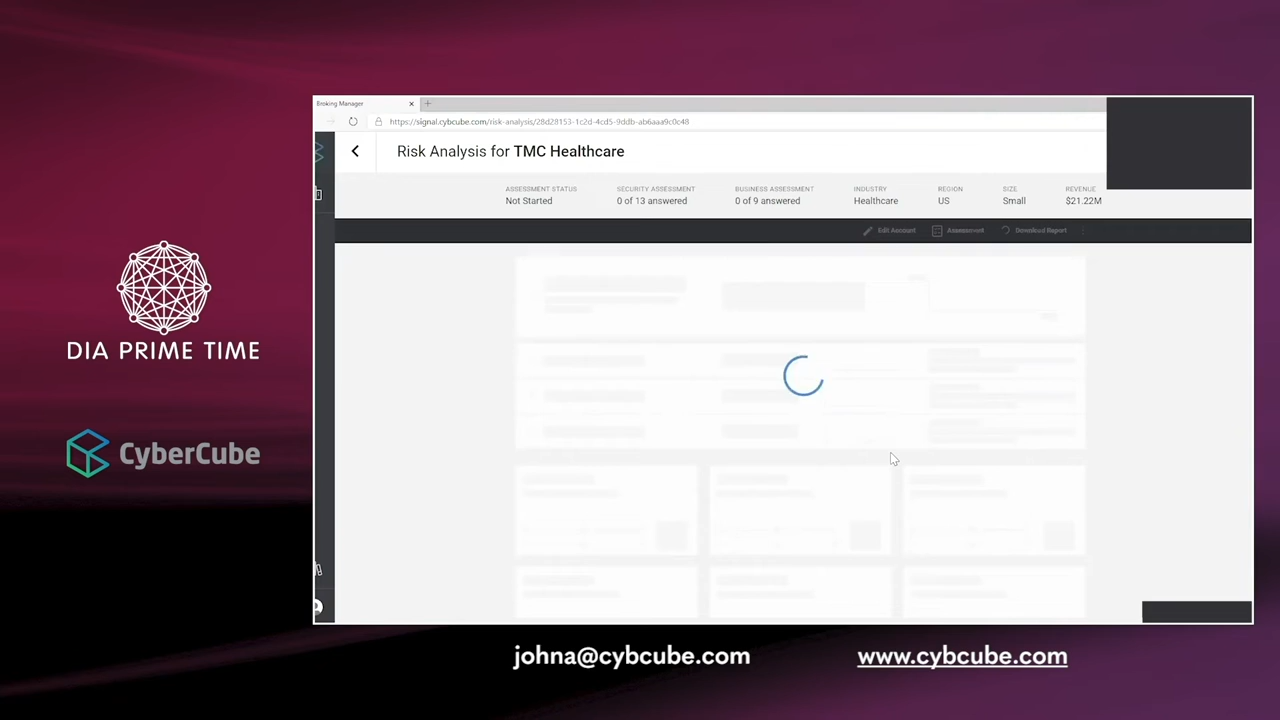 Broking Manager
https://signal.cybcube.com/risk-analysis/28d28153-1c2d-4cd5-9ddb-ab6aaa9c0c48
Risk Analysis for TMC Healthcare
ASSESSMENT STATUS SECURITY ASSESSMENT BUSINESS ASSESSMENT INDUSTRY REGION SIZE REVENUE
Not Started 0 of 13 answered 0 of 9 answered Healthcare US Small $21.22M
Edit Account Assessment Download Report
DIA PRIME TIME
CyberCube
johna@cybcube.com www.cybcube.com